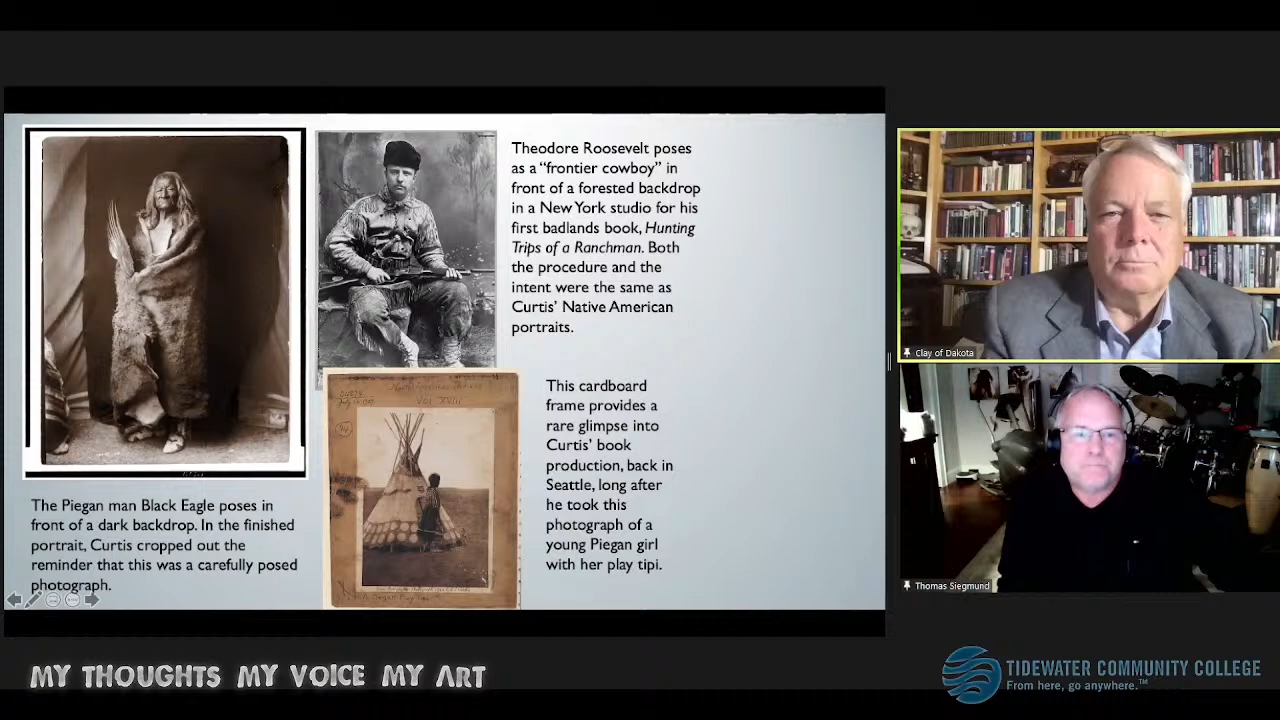 Theodore Roosevelt poses
as a “frontier cowboy” in
front of a forested backdrop
in a New York studio for his
first badlands book, Hunting
Trips of a Ranchman. Both
the procedure and the
intent were the same as
Curtis’ Native American
portraits.
This cardboard
frame provides a
rare glimpse into
Curtis’ book
production, back in
Seattle, long after
he took this
photograph of a
young Piegan girl
with her play tipi.
The Piegan man Black Eagle poses in
front of a dark backdrop. In the finished
portrait, Curtis cropped out the
reminder that this was a carefully posed
photograph.
Vol XVIII
Clay of Dakota
Thomas Siegmund
MY THOUGHTS MY VOICE MY ART
TIDEWATER COMMUNITY COLLEGE
From here, go anywhere.™